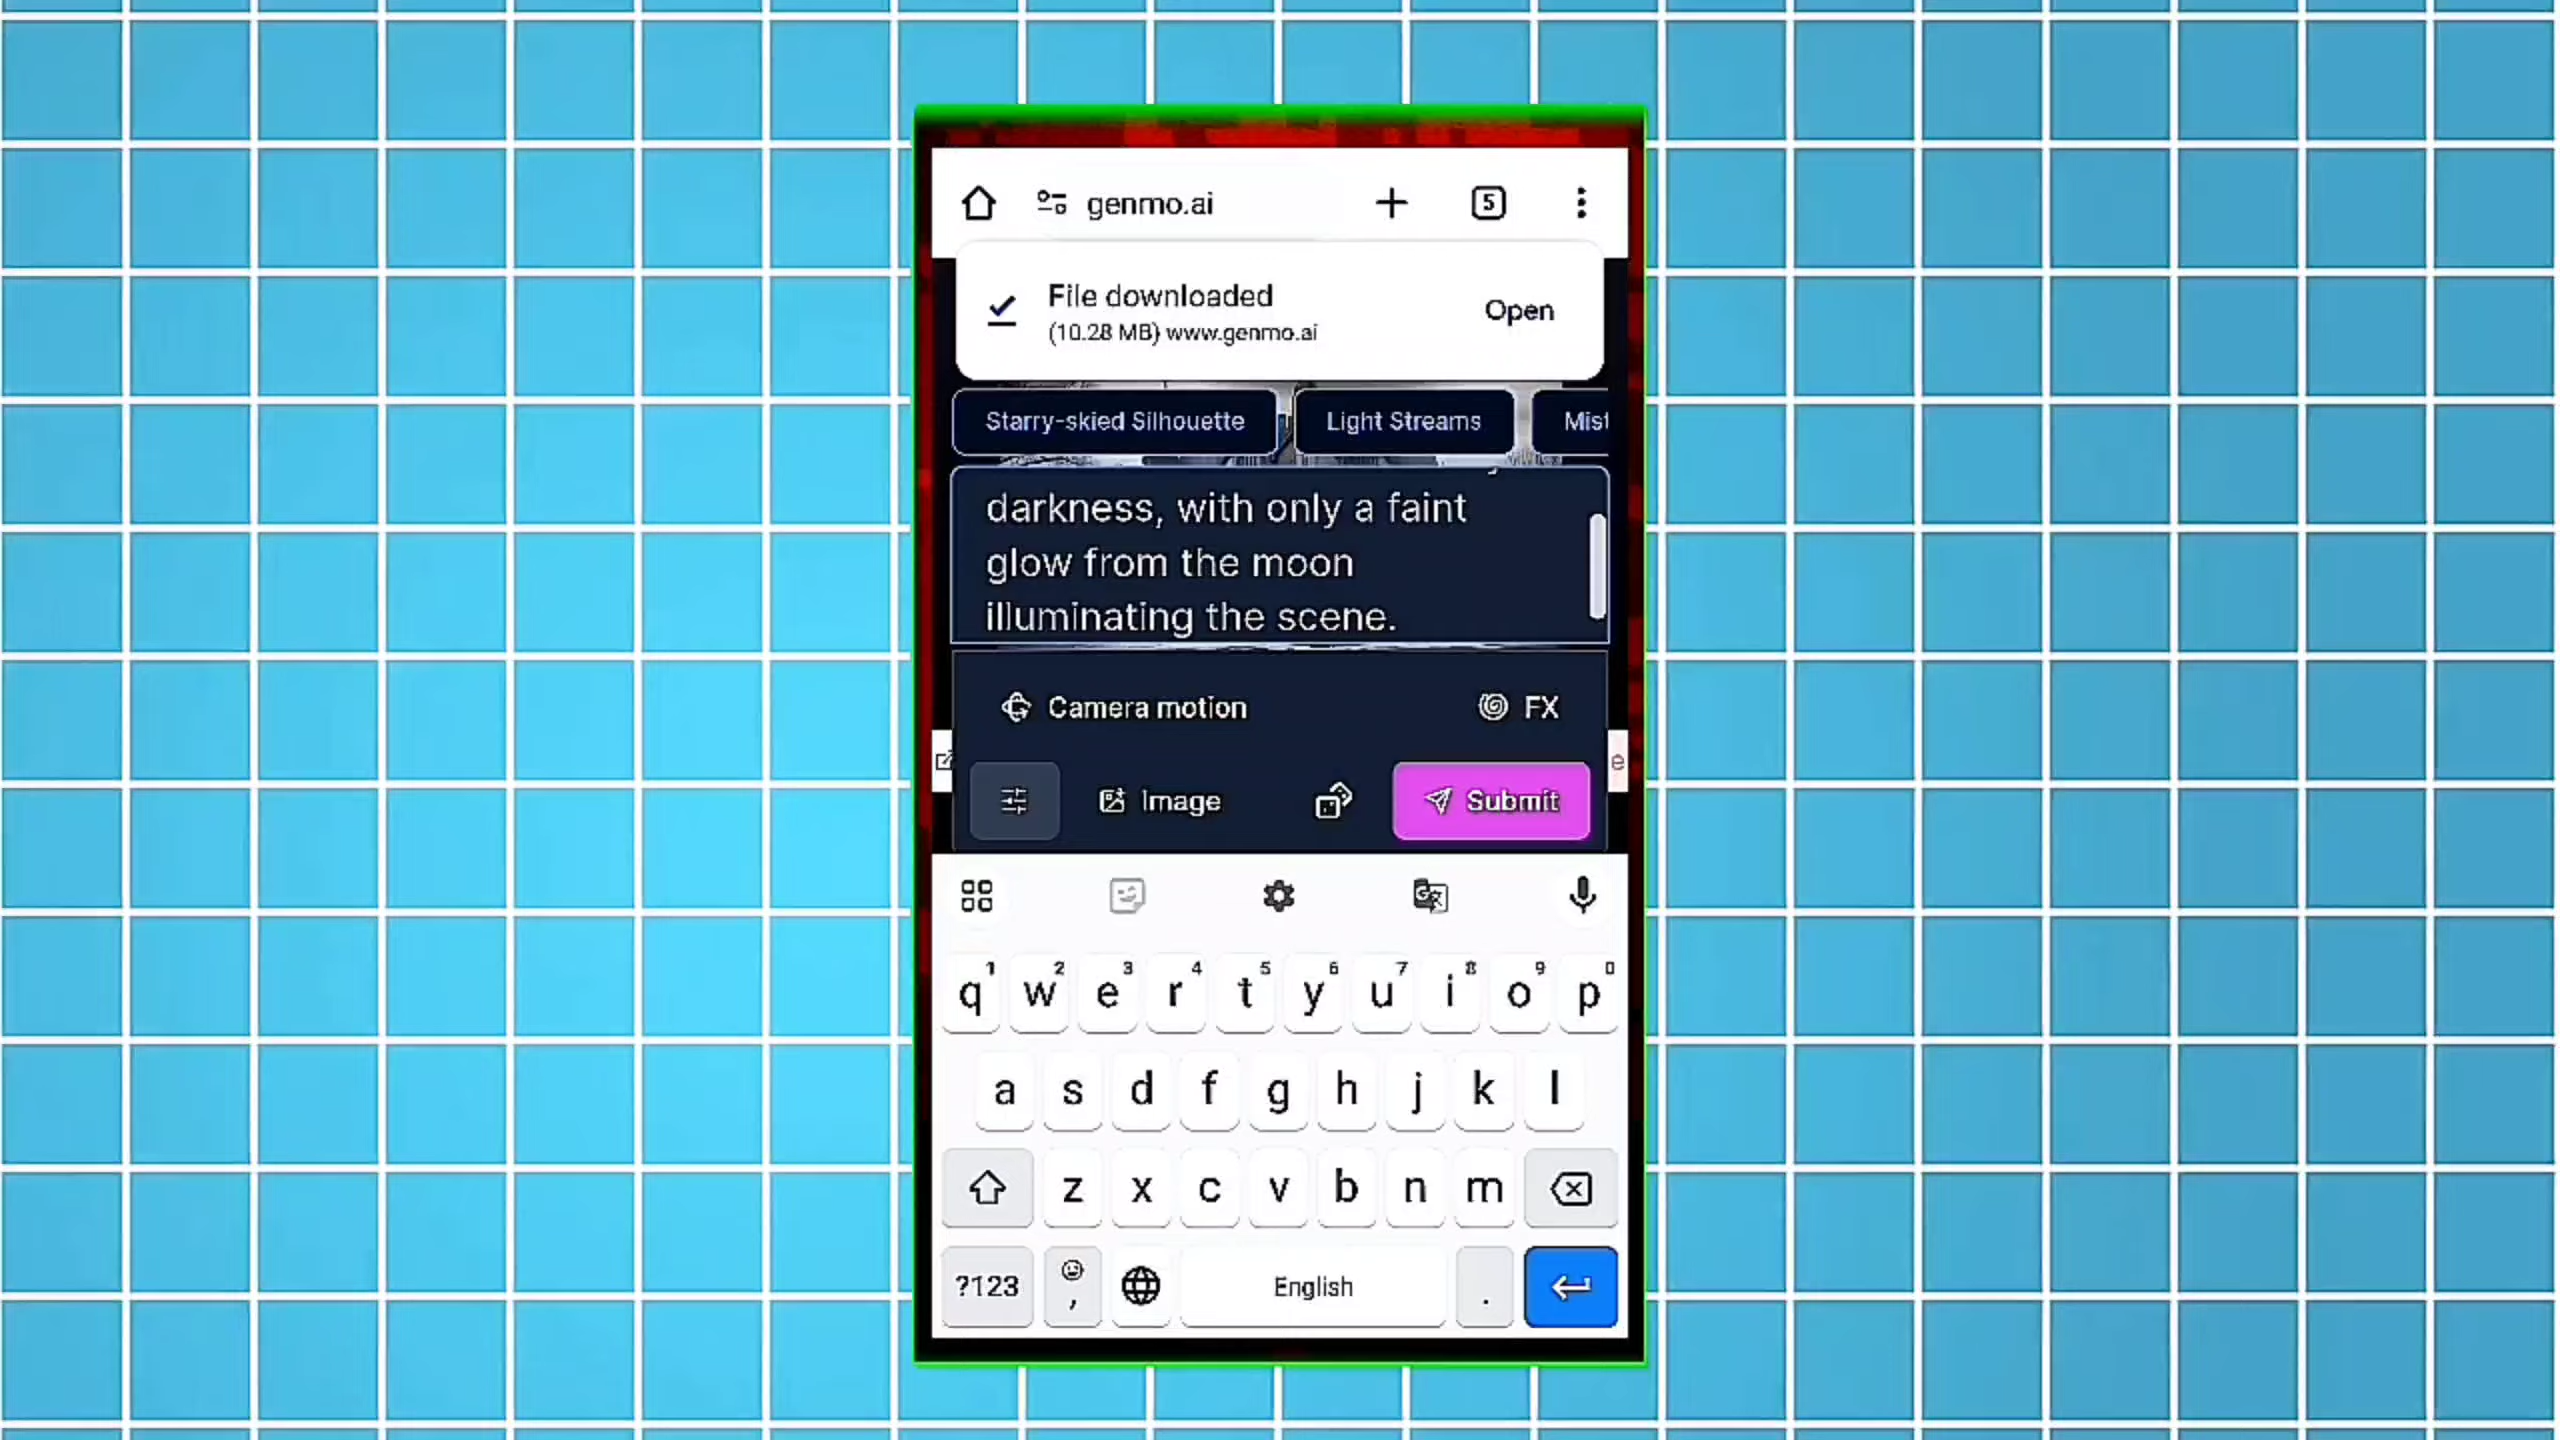 genmo.ai
5
File downloaded
(10.28 MB) www.genmo.ai
Open
Starry-skied Silhouette
Light Streams
Mist
darkness, with only a faint
glow from the moon
illuminating the scene.
Camera motion
FX
e
Image
Submit
1 2 3 4 5 6 7 8 9 0
q w e r t y u i o p
a s d f g h j k l
z x c v b n m
?123 , English .